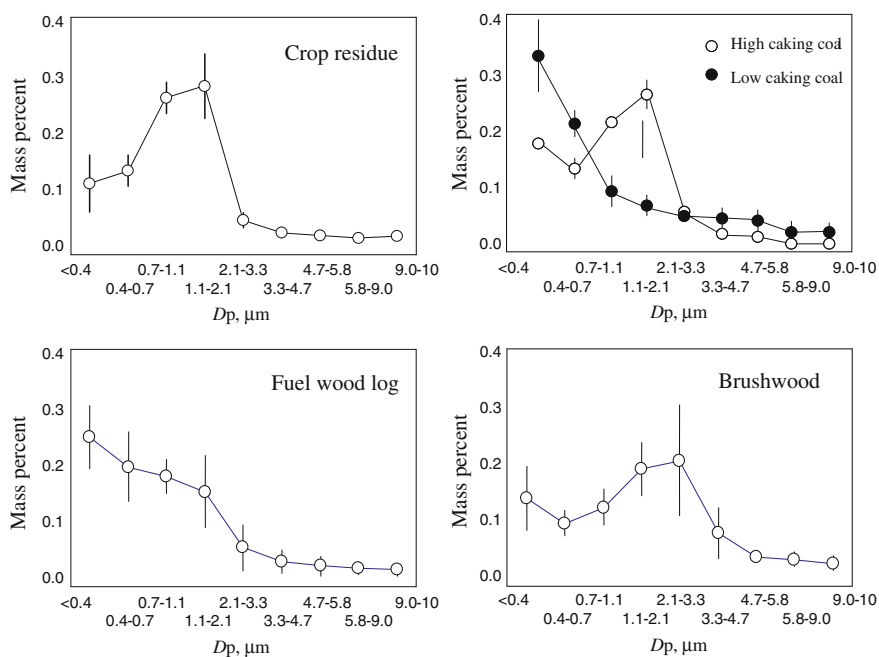 Crop residue
Mass percent
0.4
0.3
0.2
0.1
0.0
<0.4 0.7-1.1 2.1-3.3 4.7-5.8 9.0-10
0.4-0.7 1.1-2.1 3.3-4.7 5.8-9.0
Dp, μm
High caking coal
Low caking coal
Mass percent
0.4
0.3
0.2
0.1
0.0
<0.4 0.7-1.1 2.1-3.3 4.7-5.8 9.0-10
0.4-0.7 1.1-2.1 3.3-4.7 5.8-9.0
Dp, μm
Fuel wood log
Mass percent
0.4
0.3
0.2
0.1
0.0
<0.4 0.7-1.1 2.1-3.3 4.7-5.8 9.0-10
0.4-0.7 1.1-2.1 3.3-4.7 5.8-9.0
Dp, μm
Brushwood
Mass percent
0.4
0.3
0.2
0.1
0.0
<0.4 0.7-1.1 2.1-3.3 4.7-5.8 9.0-10
0.4-0.7 1.1-2.1 3.3-4.7 5.8-9.0
Dp, μm